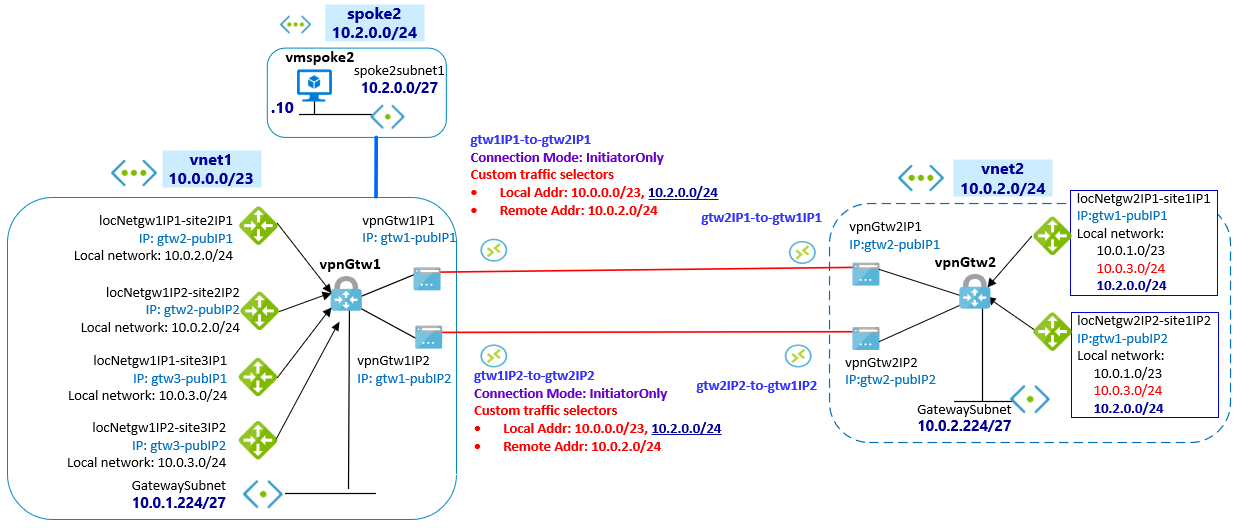 spoke2
10.2.0.0/24
vmspoke2
spoke2subnet1
10.2.0.0/27
.10
vnet1
10.0.0.0/23
gtw1IP1-to-gtw2IP1
Connection Mode: InitiatorOnly
Custom traffic selectors
• Local Addr: 10.0.0.0/23, 10.2.0.0/24
• Remote Addr: 10.0.2.0/24
vnet2
10.0.2.0/24
locNetgw1IP1-site2IP1
IP: gtw2-pubIP1
Local network: 10.0.2.0/24
vpnGtw1IP1
IP: gtw1-pubIP1
gtw2IP1-to-gtw1IP1
vpnGtw2IP1
IP:gtw2-pubIP1
locNetgw2IP1-site1IP1
IP:gtw1-pubIP1
Local network:
10.0.1.0/23
10.0.3.0/24
10.2.0.0/24
vpnGtw1
vpnGtw2
locNetgw1IP2-site2IP2
IP: gtw2-pubIP2
Local network: 10.0.2.0/24
locNetgw2IP2-site1IP2
IP:gtw1-pubIP2
Local network:
10.0.1.0/23
10.0.3.0/24
10.2.0.0/24
locNetgw1IP1-site3IP1
IP: gtw3-pubIP1
Local network: 10.0.3.0/24
vpnGtw1IP2
IP: gtw1-pubIP2
gtw1IP2-to-gtw2IP2
Connection Mode: InitiatorOnly
Custom traffic selectors
• Local Addr: 10.0.0.0/23, 10.2.0.0/24
• Remote Addr: 10.0.2.0/24
gtw2IP2-to-gtw1IP2
vpnGtw2IP2
IP:gtw2-pubIP2
GatewaySubnet
10.0.2.224/27
locNetgw1IP2-site3IP2
IP: gtw3-pubIP2
Local network: 10.0.3.0/24
GatewaySubnet
10.0.1.224/27